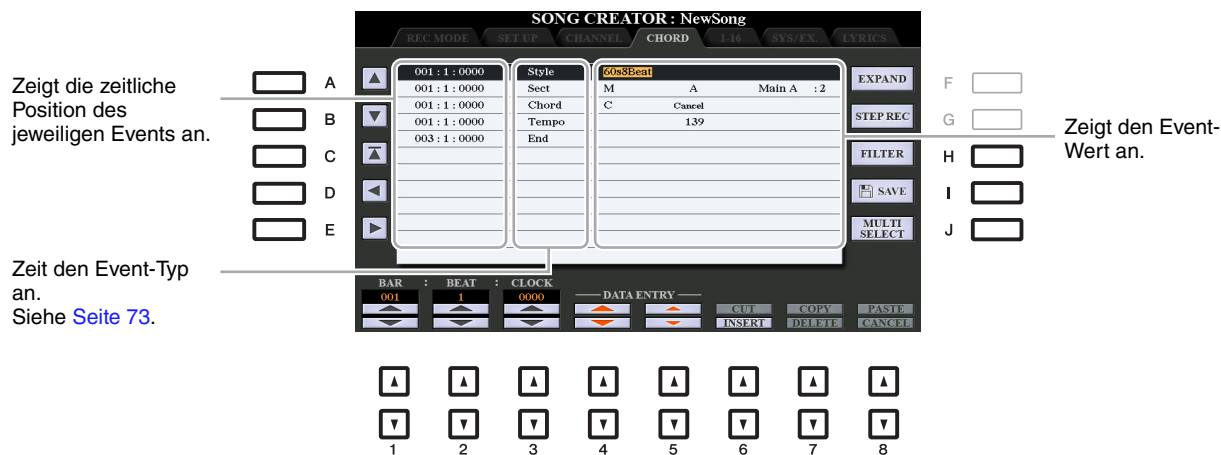 SONG CREATOR : NewSong
REC MODE SET UP CHANNEL CHORD 1-16 SYS/EX. LYRICS
Zeigt die zeitliche
Position des
jeweiligen Events an.
A
B
C
D
E
001 : 1 : 0000 Style 60s8Beat
001 : 1 : 0000 Sect M A Main A : 2
001 : 1 : 0000 Chord C Cancel
001 : 1 : 0000 Tempo 139
003 : 1 : 0000 End
EXPAND
STEP REC
FILTER
SAVE
MULTI
SELECT
F
G
H
I
J
Zeigt den Event-
Wert an.
Zeit den Event-Typ
an.
Siehe Seite 73.
BAR : BEAT : CLOCK
001 1 0000
DATA ENTRY
CUT COPY PASTE
INSERT DELETE CANCEL
1 2 3 4 5 6 7 8